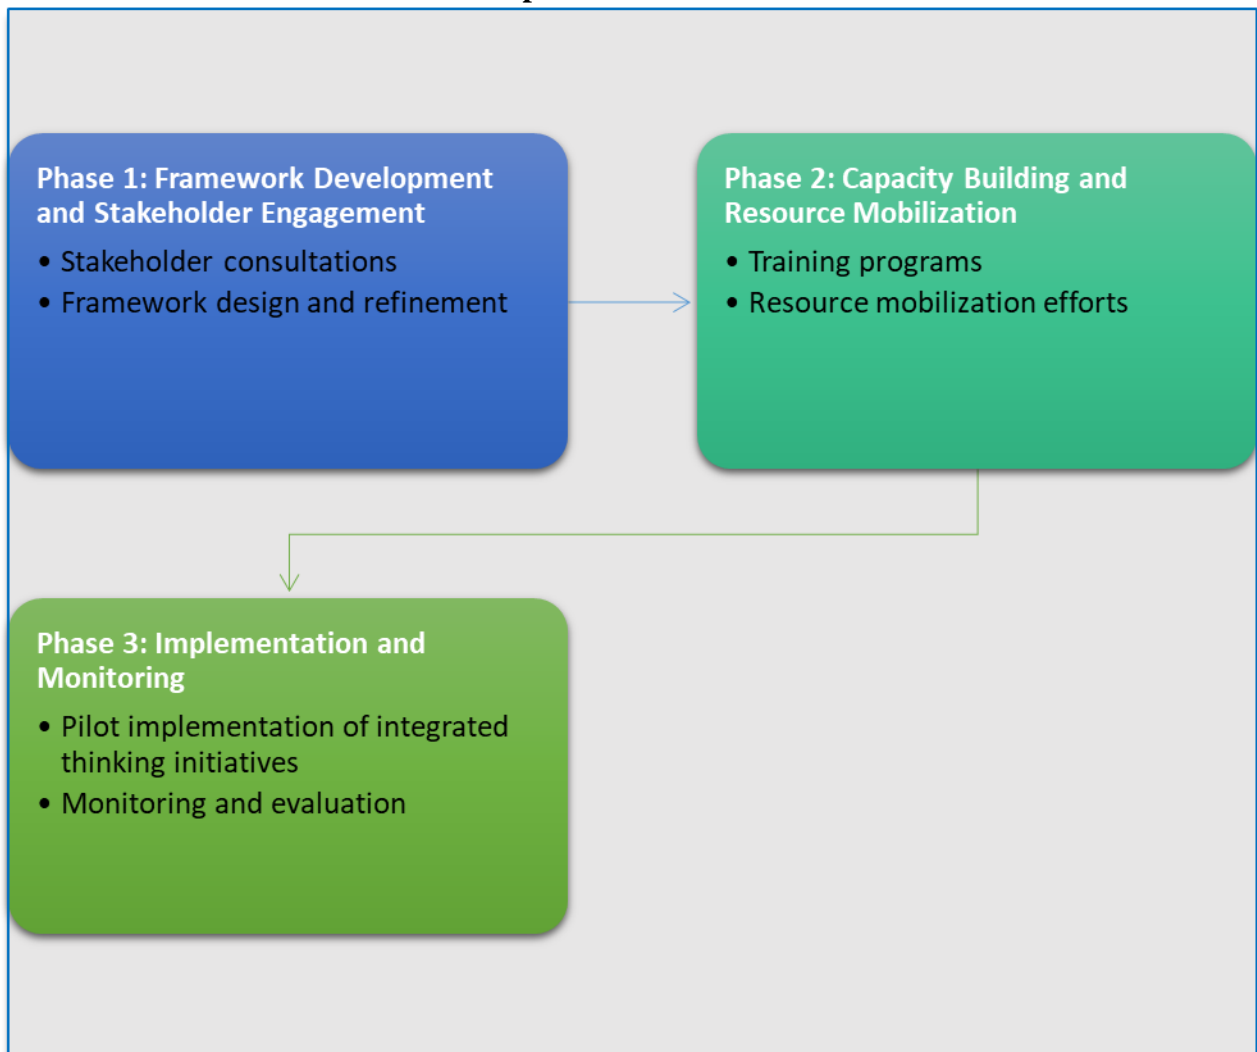 Phase 1: Framework Development
and Stakeholder Engagement
• Stakeholder consultations
• Framework design and refinement
Phase 2: Capacity Building and
Resource Mobilization
• Training programs
• Resource mobilization efforts
Phase 3: Implementation and
Monitoring
• Pilot implementation of integrated
thinking initiatives
• Monitoring and evaluation